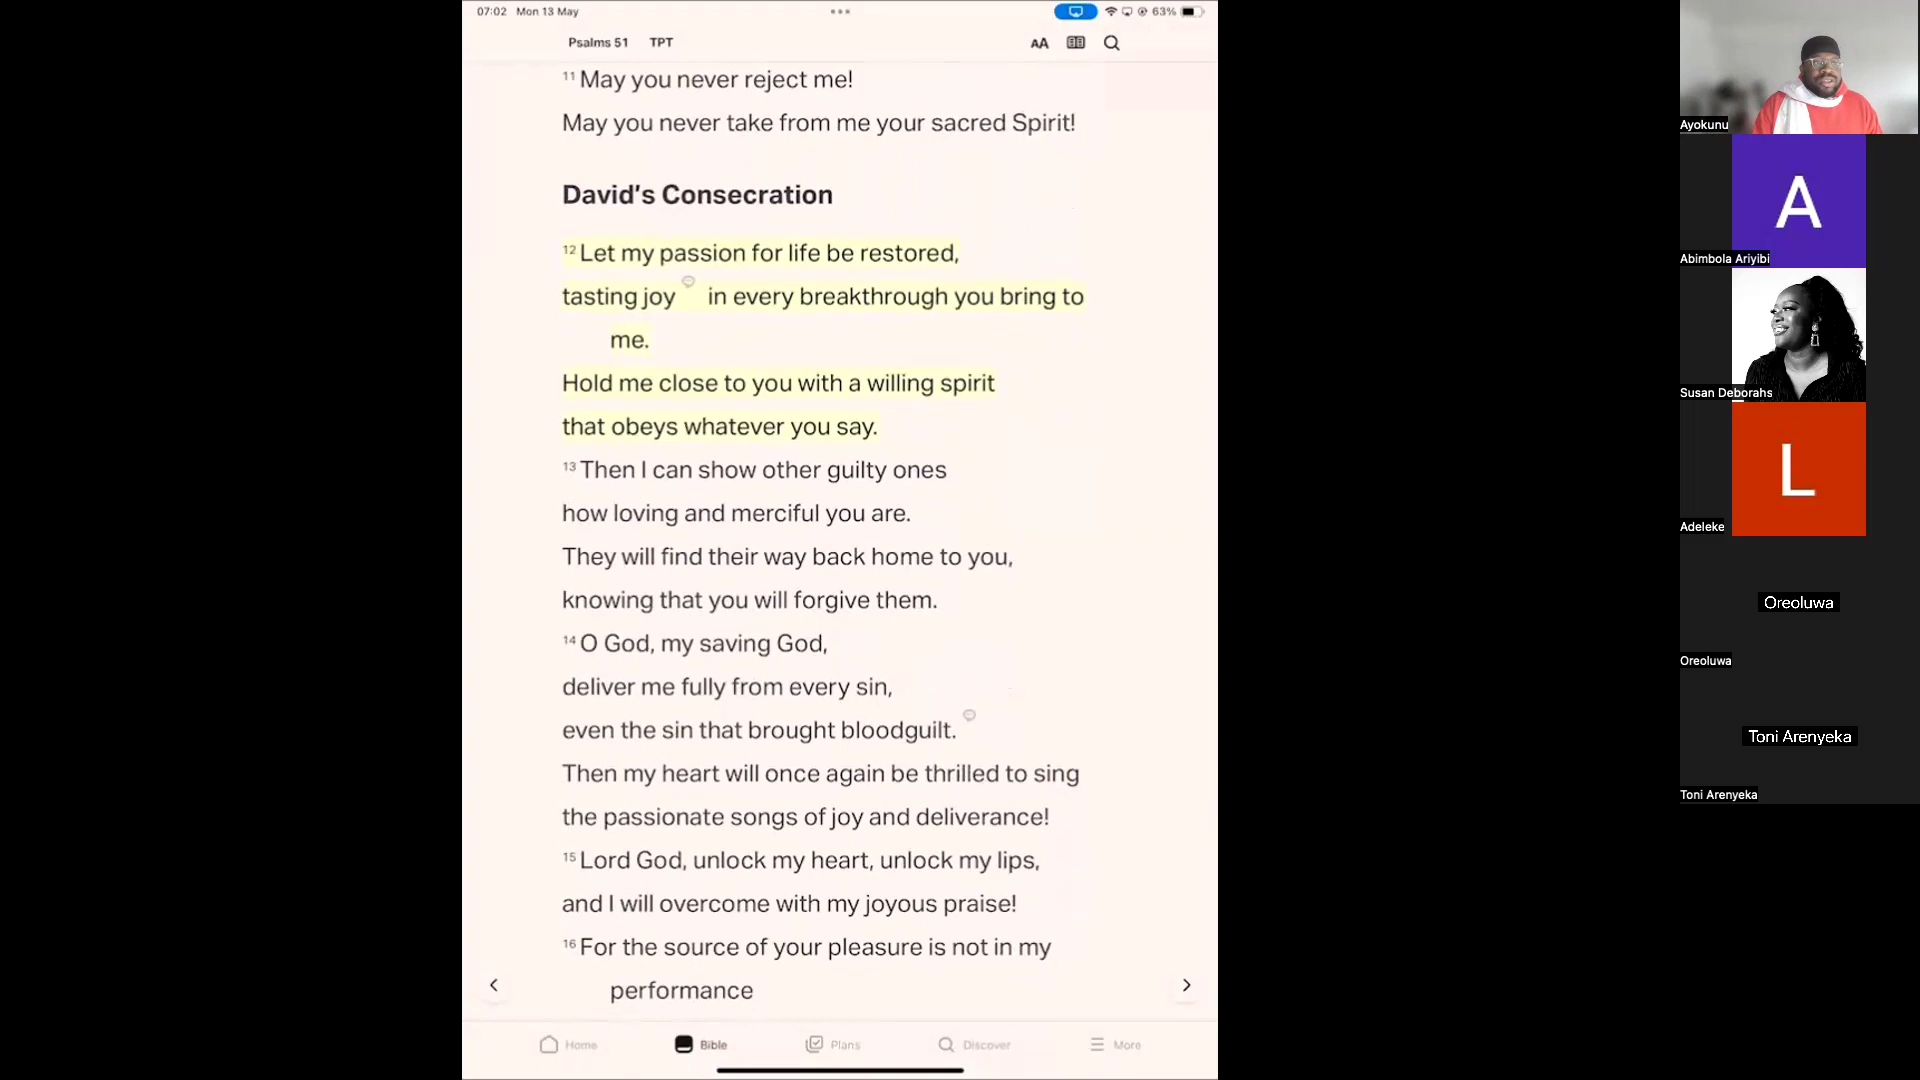 07:02 Mon 13 May
63%
Psalms 51 TPT
AA
11 May you never reject me!
May you never take from me your sacred Spirit!
David's Consecration
12 Let my passion for life be restored,
tasting joy in every breakthrough you bring to
me.
Hold me close to you with a willing spirit
that obeys whatever you say.
13 Then I can show other guilty ones
how loving and merciful you are.
They will find their way back home to you,
knowing that you will forgive them.
14 O God, my saving God,
deliver me fully from every sin,
even the sin that brought bloodguilt.
Then my heart will once again be thrilled to sing
the passionate songs of joy and deliverance!
15 Lord God, unlock my heart, unlock my lips,
and I will overcome with my joyous praise!
16 For the source of your pleasure is not in my
performance
Home Bible Plans Discover More
Ayokunu
A
Abimbola Ariyibi
Susan Deborahs
L
Adeleke
Oreoluwa
Oreoluwa
Toni Arenyeka
Toni Arenyeka